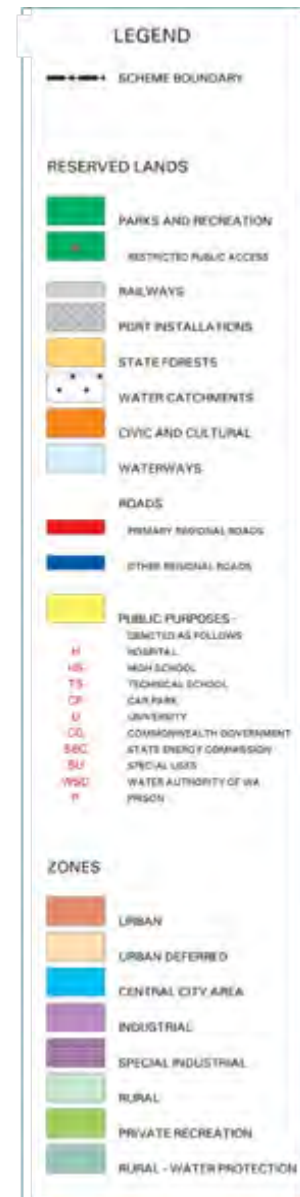 LEGEND
SCHEME BOUNDARY
RESERVED LANDS
PARKS AND RECREATION
RESTRICTED PUBLIC ACCESS
RAILWAYS
PORT INSTALLATIONS
STATE FORESTS
WATER CATCHMENTS
CIVIC AND CULTURAL
WATERWAYS
ROADS
PRIMARY REGIONAL ROADS
OTHER REGIONAL ROADS
PUBLIC PURPOSES -
DENOTED AS FOLLOWS
H HOSPITAL
HS HIGH SCHOOL
TS TECHNICAL SCHOOL
CP CAR PARK
U UNIVERSITY
CG COMMONWEALTH GOVERNMENT
SEC STATE ENERGY COMMISSION
SU SPECIAL USES
WSD WATER AUTHORITY OF WA
P PRISON
ZONES
URBAN
URBAN DEFERRED
CENTRAL CITY AREA
INDUSTRIAL
SPECIAL INDUSTRIAL
RURAL
PRIVATE RECREATION
RURAL - WATER PROTECTION